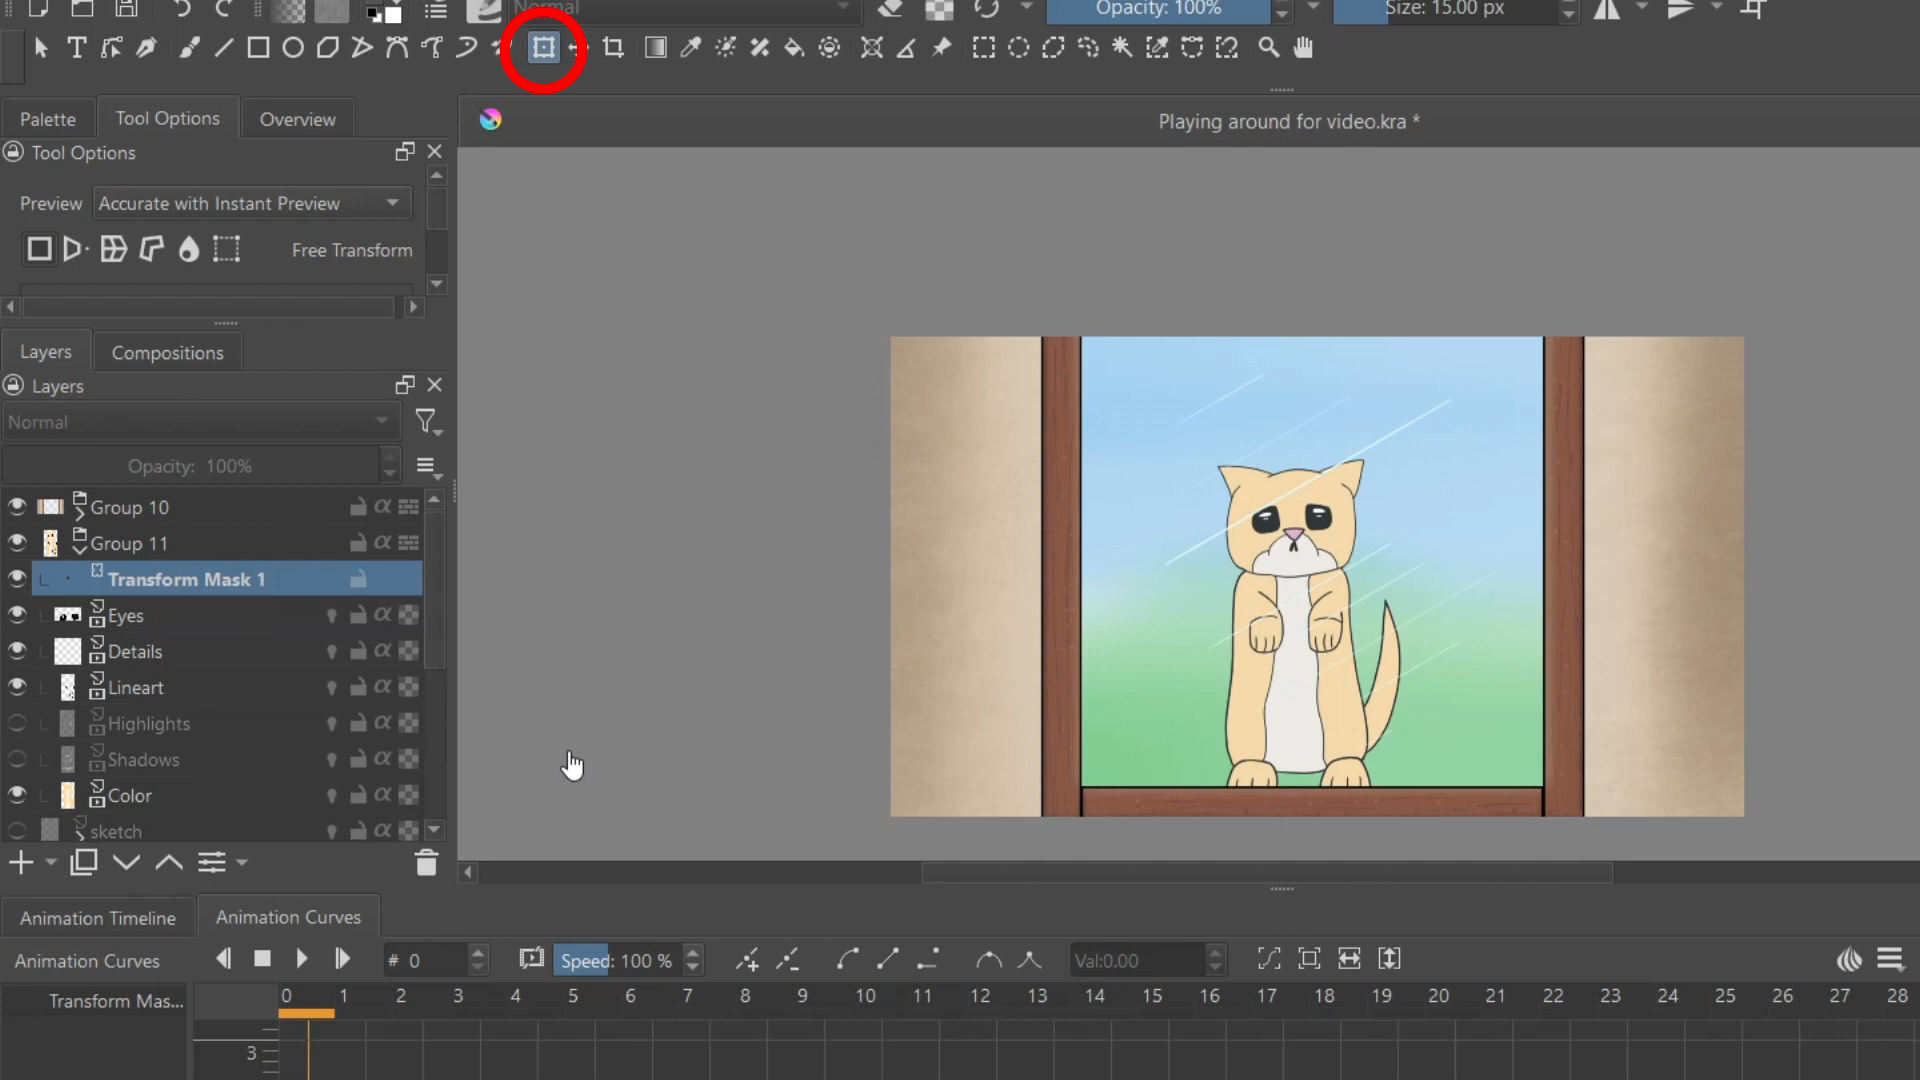 Normal
Opacity: 100%
Size: 15.00 px
Palette
Tool Options
Overview
Playing around for video.kra *
Tool Options
Preview
Accurate with Instant Preview
Free Transform
Layers
Compositions
Layers
Normal
Opacity: 100%
Group 10
Group 11
Transform Mask 1
Eyes
Details
Lineart
Highlights
Shadows
Color
sketch
Animation Timeline
Animation Curves
Animation Curves
# 0
Speed: 100 %
Val:0.00
Transform Mas...
0 1 2 3 4 5 6 7 8 9 10 11 12 13 14 15 16 17 18 19 20 21 22 23 24 25 26 27 28
3